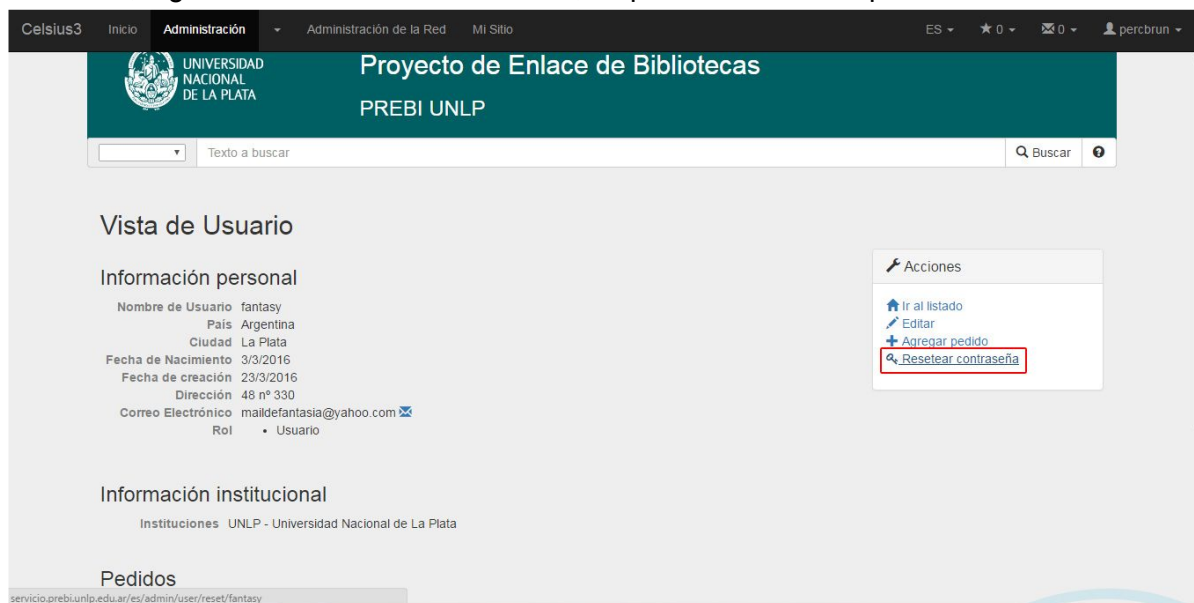 Celsius3 Inicio Administración Administración de la Red Mi Sitio ES 0 0 percbrun
UNIVERSIDAD
NACIONAL
DE LA PLATA
Proyecto de Enlace de Bibliotecas
PREBI UNLP
Texto a buscar Buscar
Vista de Usuario
Información personal
Nombre de Usuario fantasy
País Argentina
Ciudad La Plata
Fecha de Nacimiento 3/3/2016
Fecha de creación 23/3/2016
Dirección 48 nº 330
Correo Electrónico maildefantasia@yahoo.com
Rol • Usuario
Acciones
Ir al listado
Editar
Agregar pedido
Resetear contraseña
Información institucional
Instituciones UNLP - Universidad Nacional de La Plata
Pedidos
servicio.prebi.unlp.edu.ar/es/admin/user/reset/fantasy